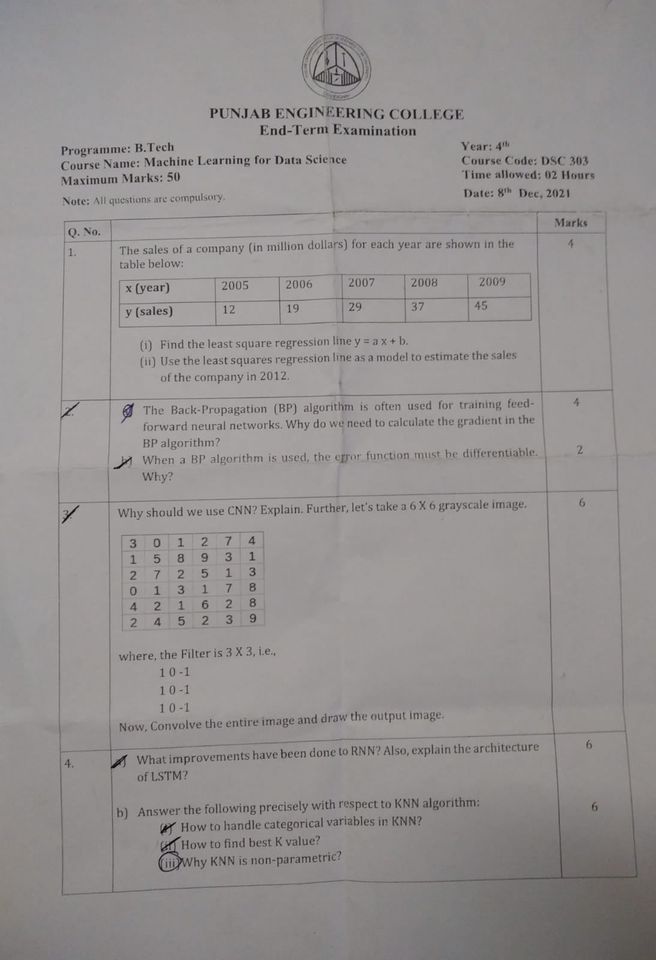 PUNJAB ENGINEERING COLLEGE
End-Term Examination
Programme: B.Tech
Year: 4th
Course Name: Machine Learning for Data Science
Course Code: DSC 303
Maximum Marks: 50
Time allowed: 02 Hours
Note: All questions are compulsory.
Date: 8th Dec, 2021
Q. No.
Marks
1.
The sales of a company (in million dollars) for each year are shown in the
4
table below:
x (year) 2005 2006 2007 2008 2009
y (sales) 12 19 29 37 45
(i) Find the least square regression line y = a x + b.
(ii) Use the least squares regression line as a model to estimate the sales
of the company in 2012.
2.
The Back-Propagation (BP) algorithm is often used for training feed-
4
forward neural networks. Why do we need to calculate the gradient in the
BP algorithm?
b) When a BP algorithm is used, the error function must be differentiable.
2
Why?
3.
Why should we use CNN? Explain. Further, let's take a 6 X 6 grayscale image.
6
3 0 1 2 7 4
1 5 8 9 3 1
2 7 2 5 1 3
0 1 3 1 7 8
4 2 1 6 2 8
2 4 5 2 3 9
where, the Filter is 3 X 3, i.e.,
1 0 -1
1 0 -1
1 0 -1
Now, Convolve the entire image and draw the output image.
4.
a) What improvements have been done to RNN? Also, explain the architecture
6
of LSTM?
b) Answer the following precisely with respect to KNN algorithm:
6
(i) How to handle categorical variables in KNN?
(ii) How to find best K value?
(iii) Why KNN is non-parametric?